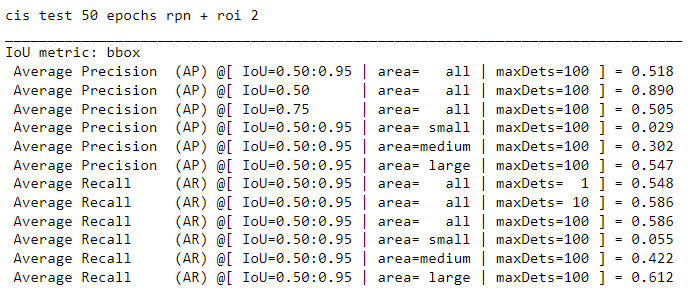 cis test 50 epochs rpn + roi 2
IoU metric: bbox
Average Precision  (AP) @[ IoU=0.50:0.95 | area=   all | maxDets=100 ] = 0.518
Average Precision  (AP) @[ IoU=0.50      | area=   all | maxDets=100 ] = 0.890
Average Precision  (AP) @[ IoU=0.75      | area=   all | maxDets=100 ] = 0.505
Average Precision  (AP) @[ IoU=0.50:0.95 | area= small | maxDets=100 ] = 0.029
Average Precision  (AP) @[ IoU=0.50:0.95 | area=medium | maxDets=100 ] = 0.302
Average Precision  (AP) @[ IoU=0.50:0.95 | area= large | maxDets=100 ] = 0.547
Average Recall     (AR) @[ IoU=0.50:0.95 | area=   all | maxDets=  1 ] = 0.548
Average Recall     (AR) @[ IoU=0.50:0.95 | area=   all | maxDets= 10 ] = 0.586
Average Recall     (AR) @[ IoU=0.50:0.95 | area=   all | maxDets=100 ] = 0.586
Average Recall     (AR) @[ IoU=0.50:0.95 | area= small | maxDets=100 ] = 0.055
Average Recall     (AR) @[ IoU=0.50:0.95 | area=medium | maxDets=100 ] = 0.422
Average Recall     (AR) @[ IoU=0.50:0.95 | area= large | maxDets=100 ] = 0.612